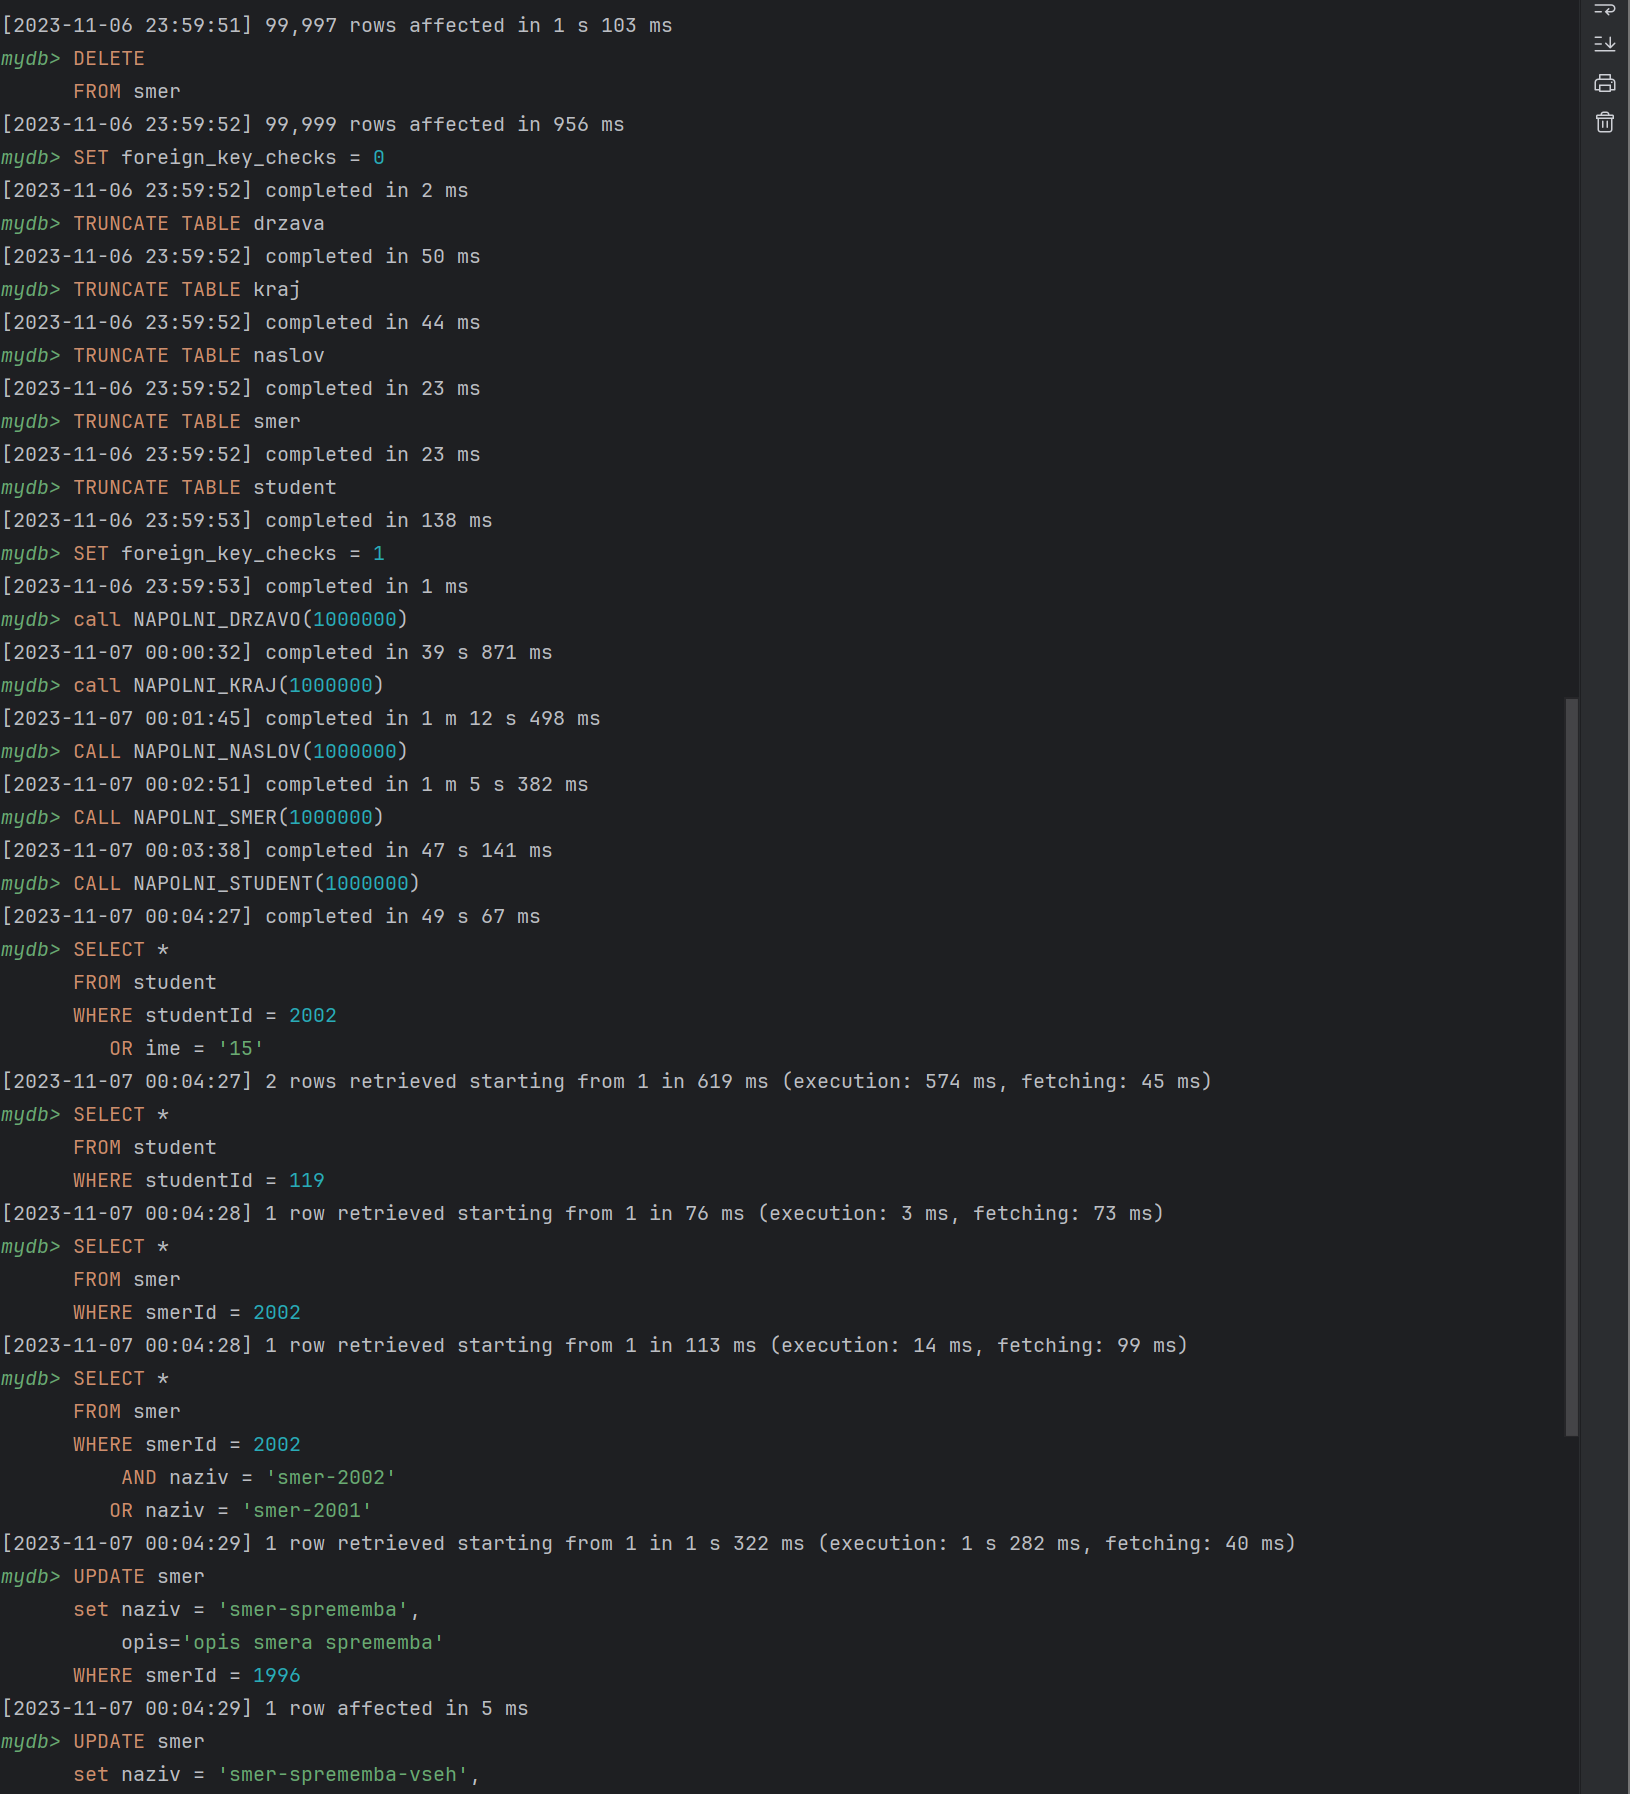 [2023-11-06 23:59:51] 99,997 rows affected in 1 s 103 ms
mydb> DELETE
      FROM smer
[2023-11-06 23:59:52] 99,999 rows affected in 956 ms
mydb> SET foreign_key_checks = 0
[2023-11-06 23:59:52] completed in 2 ms
mydb> TRUNCATE TABLE drzava
[2023-11-06 23:59:52] completed in 50 ms
mydb> TRUNCATE TABLE kraj
[2023-11-06 23:59:52] completed in 44 ms
mydb> TRUNCATE TABLE naslov
[2023-11-06 23:59:52] completed in 23 ms
mydb> TRUNCATE TABLE smer
[2023-11-06 23:59:52] completed in 23 ms
mydb> TRUNCATE TABLE student
[2023-11-06 23:59:53] completed in 138 ms
mydb> SET foreign_key_checks = 1
[2023-11-06 23:59:53] completed in 1 ms
mydb> call NAPOLNI_DRZAVO(1000000)
[2023-11-07 00:00:32] completed in 39 s 871 ms
mydb> call NAPOLNI_KRAJ(1000000)
[2023-11-07 00:01:45] completed in 1 m 12 s 498 ms
mydb> CALL NAPOLNI_NASLOV(1000000)
[2023-11-07 00:02:51] completed in 1 m 5 s 382 ms
mydb> CALL NAPOLNI_SMER(1000000)
[2023-11-07 00:03:38] completed in 47 s 141 ms
mydb> CALL NAPOLNI_STUDENT(1000000)
[2023-11-07 00:04:27] completed in 49 s 67 ms
mydb> SELECT *
      FROM student
      WHERE studentId = 2002
         OR ime = '15'
[2023-11-07 00:04:27] 2 rows retrieved starting from 1 in 619 ms (execution: 574 ms, fetching: 45 ms)
mydb> SELECT *
      FROM student
      WHERE studentId = 119
[2023-11-07 00:04:28] 1 row retrieved starting from 1 in 76 ms (execution: 3 ms, fetching: 73 ms)
mydb> SELECT *
      FROM smer
      WHERE smerId = 2002
[2023-11-07 00:04:28] 1 row retrieved starting from 1 in 113 ms (execution: 14 ms, fetching: 99 ms)
mydb> SELECT *
      FROM smer
      WHERE smerId = 2002
          AND naziv = 'smer-2002'
         OR naziv = 'smer-2001'
[2023-11-07 00:04:29] 1 row retrieved starting from 1 in 1 s 322 ms (execution: 1 s 282 ms, fetching: 40 ms)
mydb> UPDATE smer
      set naziv = 'smer-sprememba',
          opis='opis smera sprememba'
      WHERE smerId = 1996
[2023-11-07 00:04:29] 1 row affected in 5 ms
mydb> UPDATE smer
      set naziv = 'smer-sprememba-vseh',